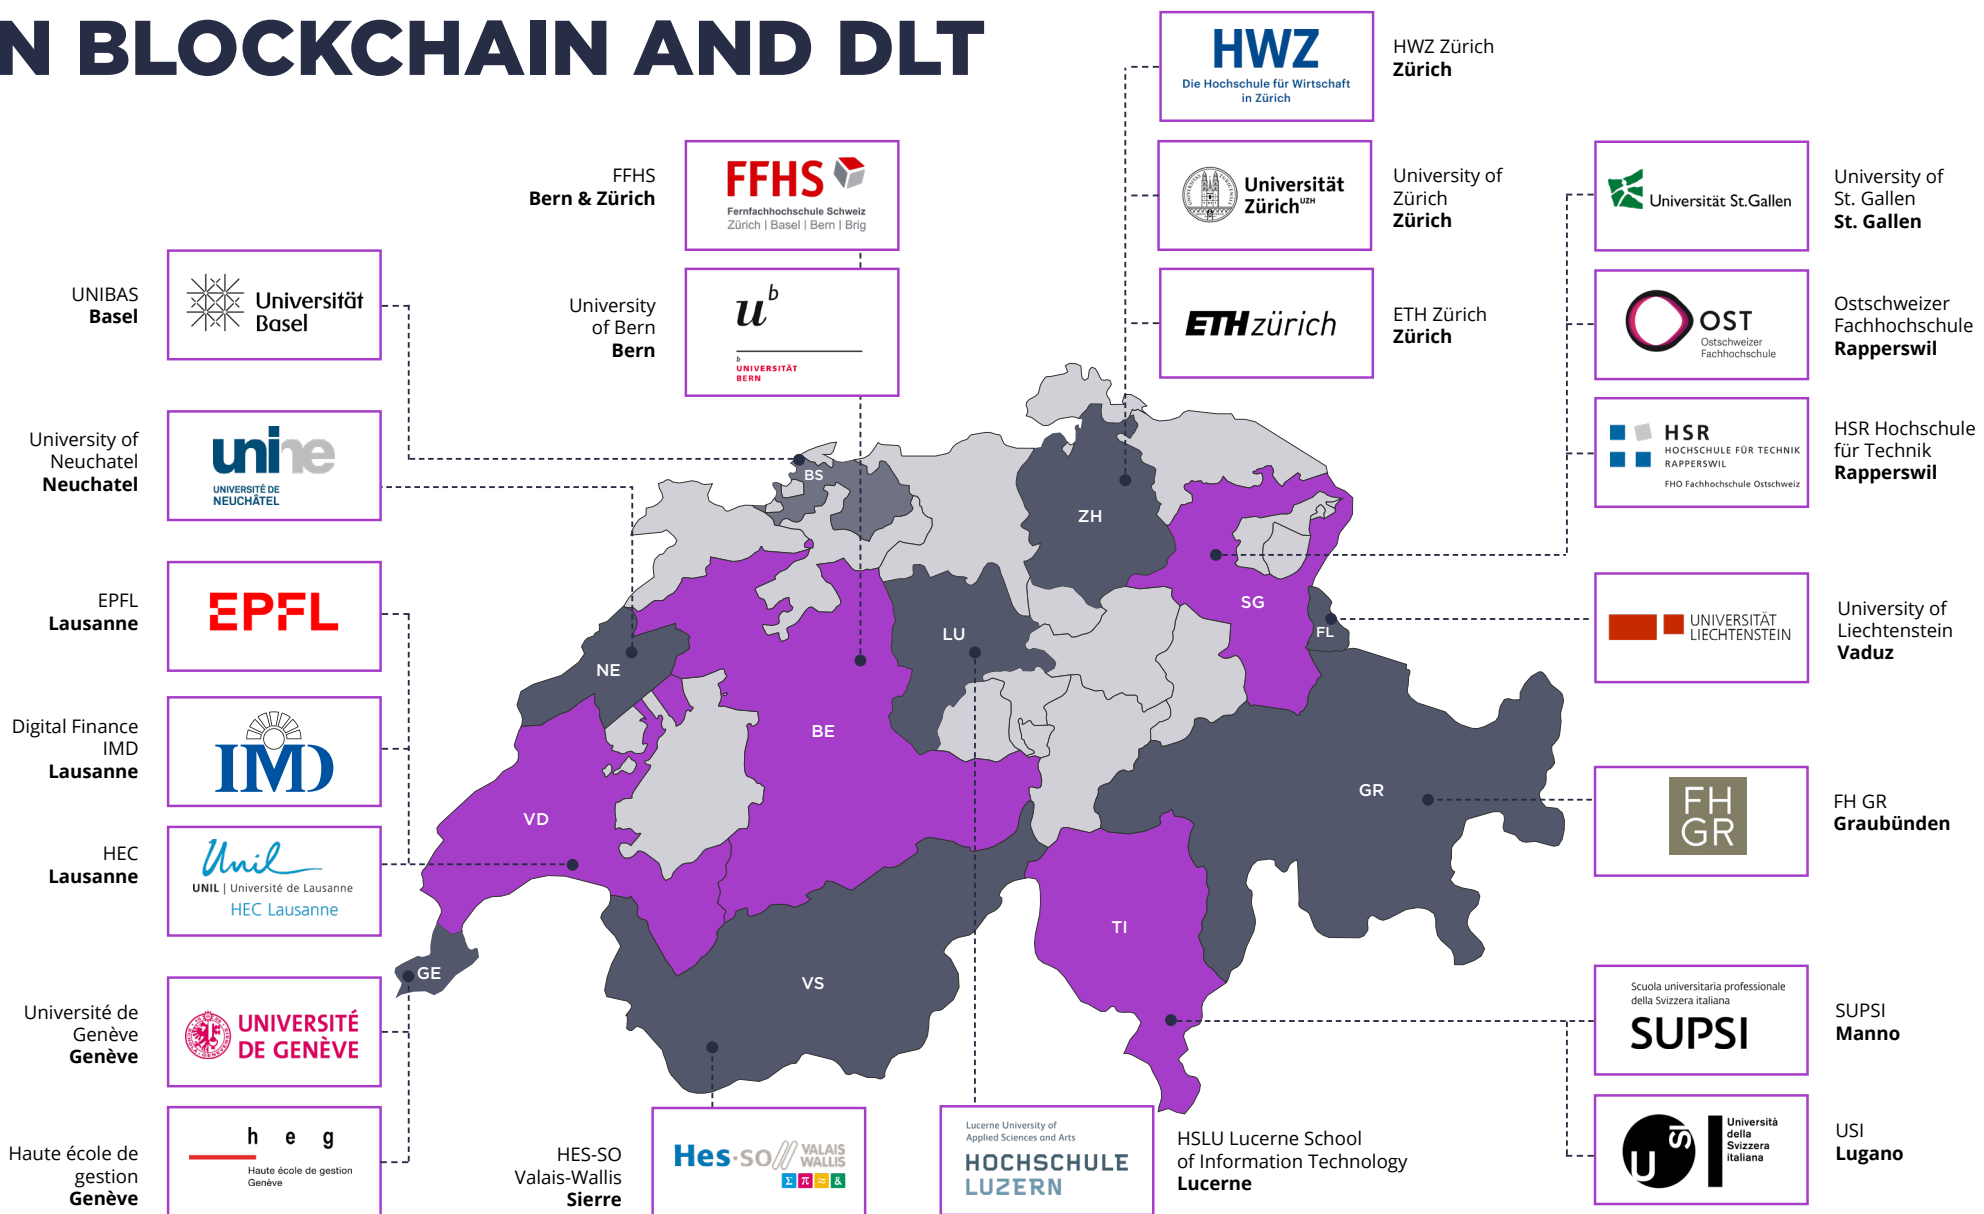 N BLOCKCHAIN AND DLT
HWZ
Die Hochschule für Wirtschaft
in Zürich
HWZ Zürich
Zürich
FFHS
Bern & Zürich
FFHS
Fernfachhochschule Schweiz
Zürich | Basel | Bern | Brig
Universität
Zürich UZH
University of
Zürich
Zürich
Universität St.Gallen
University of
St. Gallen
St. Gallen
UNIBAS
Basel
Universität
Basel
University
of Bern
Bern
u b
b
UNIVERSITÄT
BERN
ETH zürich
ETH Zürich
Zürich
OST
Ostschweizer
Fachhochschule
Ostschweizer
Fachhochschule
Rapperswil
University of
Neuchatel
Neuchatel
unine
UNIVERSITÉ DE
NEUCHÂTEL
HSR
HOCHSCHULE FÜR TECHNIK
RAPPERSWIL
FHO Fachhochschule Ostschweiz
HSR Hochschule
für Technik
Rapperswil
EPFL
Lausanne
EPFL
UNIVERSITÄT
LIECHTENSTEIN
University of
Liechtenstein
Vaduz
Digital Finance
IMD
Lausanne
IMD
FH
GR
FH GR
Graubünden
HEC
Lausanne
Unil
UNIL | Université de Lausanne
HEC Lausanne
BS
ZH
SG
FL
LU
NE
BE
GR
VD
TI
GE
VS
Université de
Genève
Genève
UNIVERSITÉ
DE GENÈVE
Scuola universitaria professionale
della Svizzera italiana
SUPSI
SUPSI
Manno
Haute école de
gestion
Genève
h e g
Haute école de gestion
Genève
HES-SO
Valais-Wallis
Sierre
Hes·so VALAIS
WALLIS
Σ π ≈ &
Lucerne University of
Applied Sciences and Arts
HOCHSCHULE
LUZERN
HSLU Lucerne School
of Information Technology
Lucerne
USI
Università
della
Svizzera
italiana
USI
Lugano